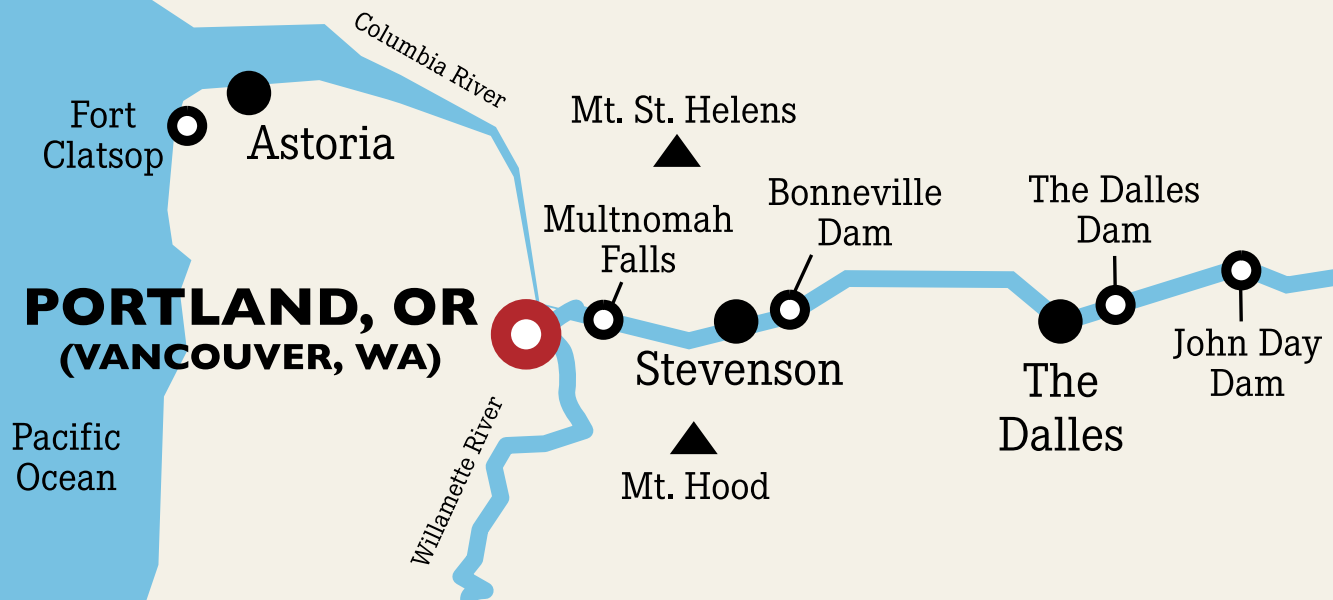 Columbia River
Fort
Clatsop
Astoria
Mt. St. Helens
Multnomah
Falls
Bonneville
Dam
The Dalles
Dam
PORTLAND, OR
(VANCOUVER, WA)
Stevenson
John Day
Dam
The
Dalles
Pacific
Ocean
Willamette River
Mt. Hood